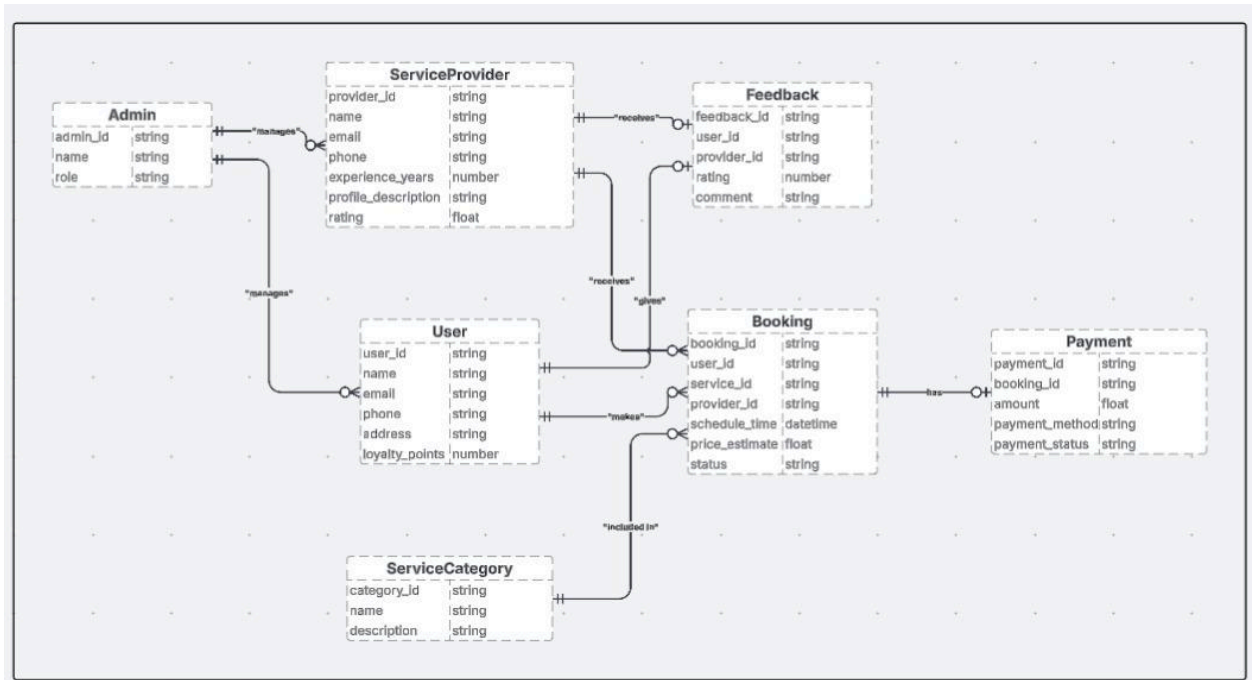 Admin
admin_id string
name string
role string
"manages"
"manages"
ServiceProvider
provider_id string
name string
email string
phone string
experience_years number
profile_description string
rating float
"receives"
"receives"
Feedback
feedback_id string
user_id string
provider_id string
rating number
comment string
"gives"
User
user_id string
name string
email string
phone string
address string
loyalty_points number
"makes"
Booking
booking_id string
user_id string
service_id string
provider_id string
schedule_time datetime
price_estimate float
status string
has
Payment
payment_id string
booking_id string
amount float
payment_method string
payment_status string
"included in"
ServiceCategory
category_id string
name string
description string